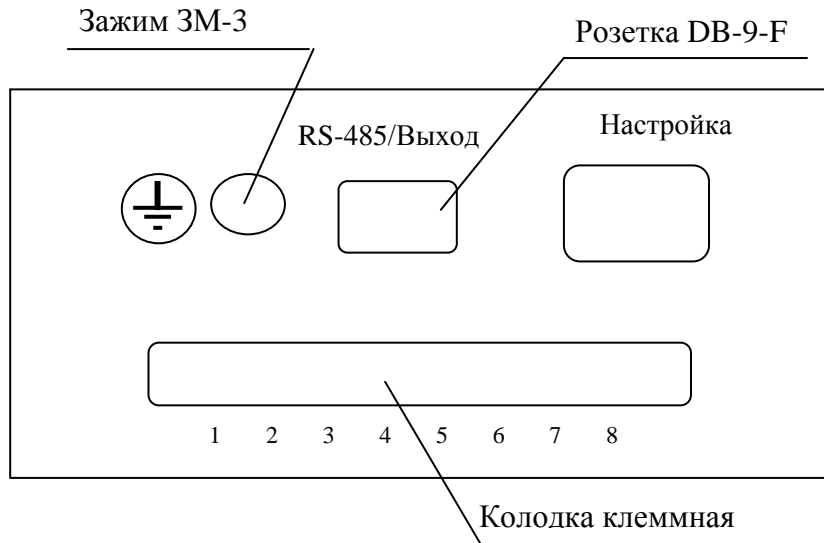 Зажим ЗМ-3
Розетка DB-9-F
RS-485/Выход
Настройка
1 2 3 4 5 6 7 8
Колодка клеммная